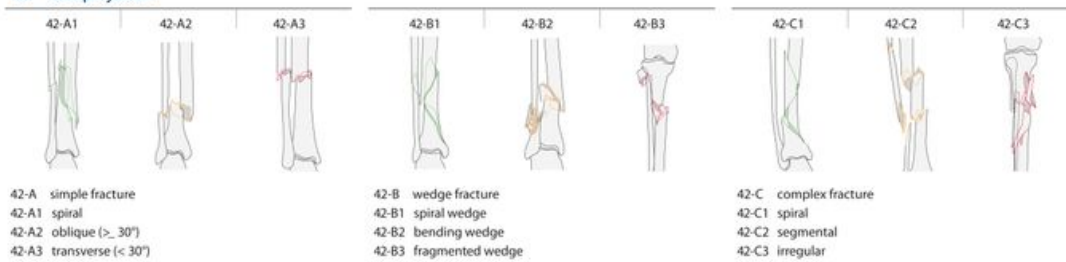 42-A1 42-A2 42-A3
42-B1 42-B2 42-B3
42-C1 42-C2 42-C3
42-A simple fracture
42-A1 spiral
42-A2 oblique (>_ 30°)
42-A3 transverse (< 30°)
42-B wedge fracture
42-B1 spiral wedge
42-B2 bending wedge
42-B3 fragmented wedge
42-C complex fracture
42-C1 spiral
42-C2 segmental
42-C3 irregular